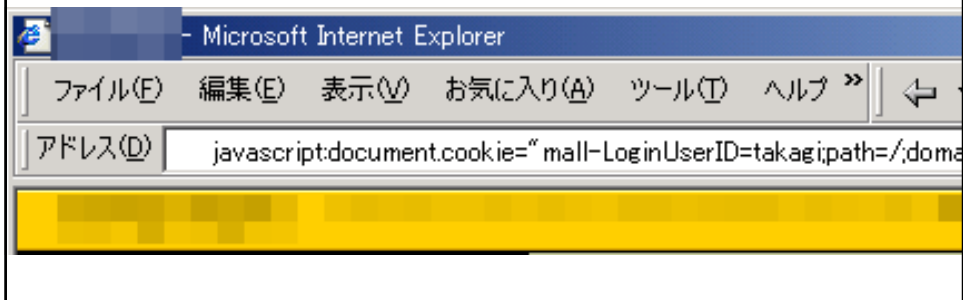 - Microsoft Internet Explorer
ファイル(F) 編集(E) 表示(V) お気に入り(A) ツール(T) ヘルプ »
アドレス(D) javascript:document.cookie="mall-LoginUserID=takagi;path=/;doma